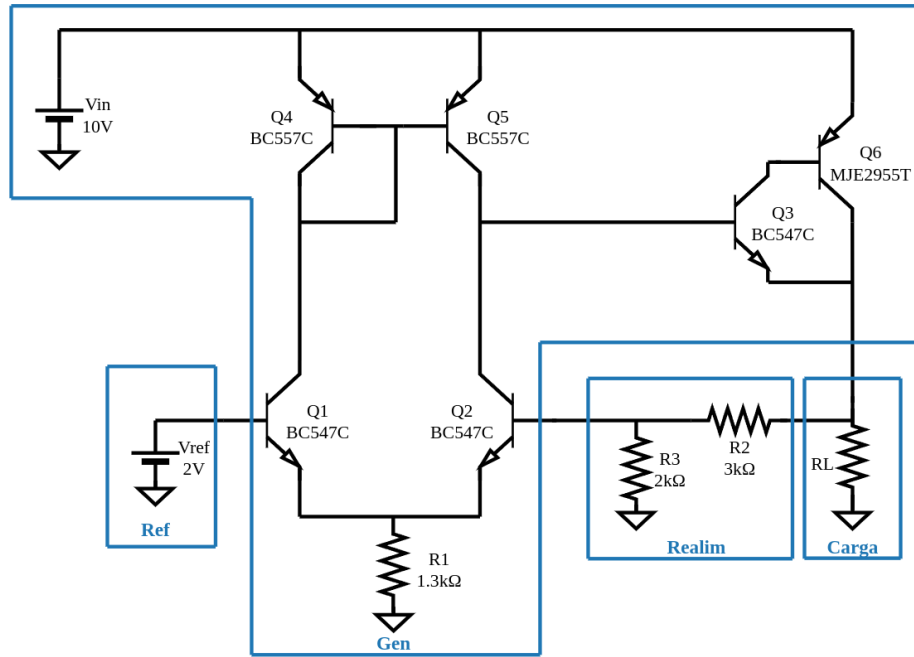 Vin
10V
Q4
BC557C
Q5
BC557C
Q6
MJE2955T
Q3
BC547C
Vref
2V
Ref
Q1
BC547C
Q2
BC547C
R1
1.3kΩ
Gen
R3
2kΩ
R2
3kΩ
Realim
RL
Carga